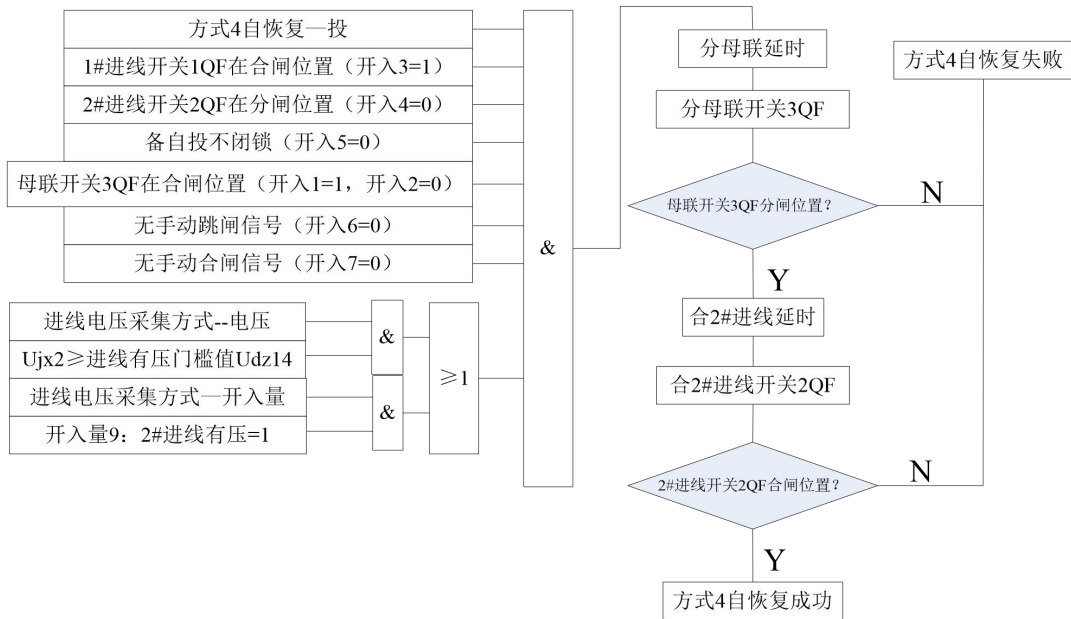 方式4自恢复—投
1#进线开关1QF在合闸位置（开入3=1）
2#进线开关2QF在分闸位置（开入4=0）
备自投不闭锁（开入5=0）
母联开关3QF在合闸位置（开入1=1，开入2=0）
无手动跳闸信号（开入6=0）
无手动合闸信号（开入7=0）
进线电压采集方式--电压
Ujx2≥进线有压门槛值Udz14
进线电压采集方式—开入量
开入量9：2#进线有压=1
&
&
≥1
&
分母联延时
分母联开关3QF
母联开关3QF分闸位置？
N
Y
合2#进线延时
合2#进线开关2QF
2#进线开关2QF合闸位置？
N
Y
方式4自恢复成功
方式4自恢复失败